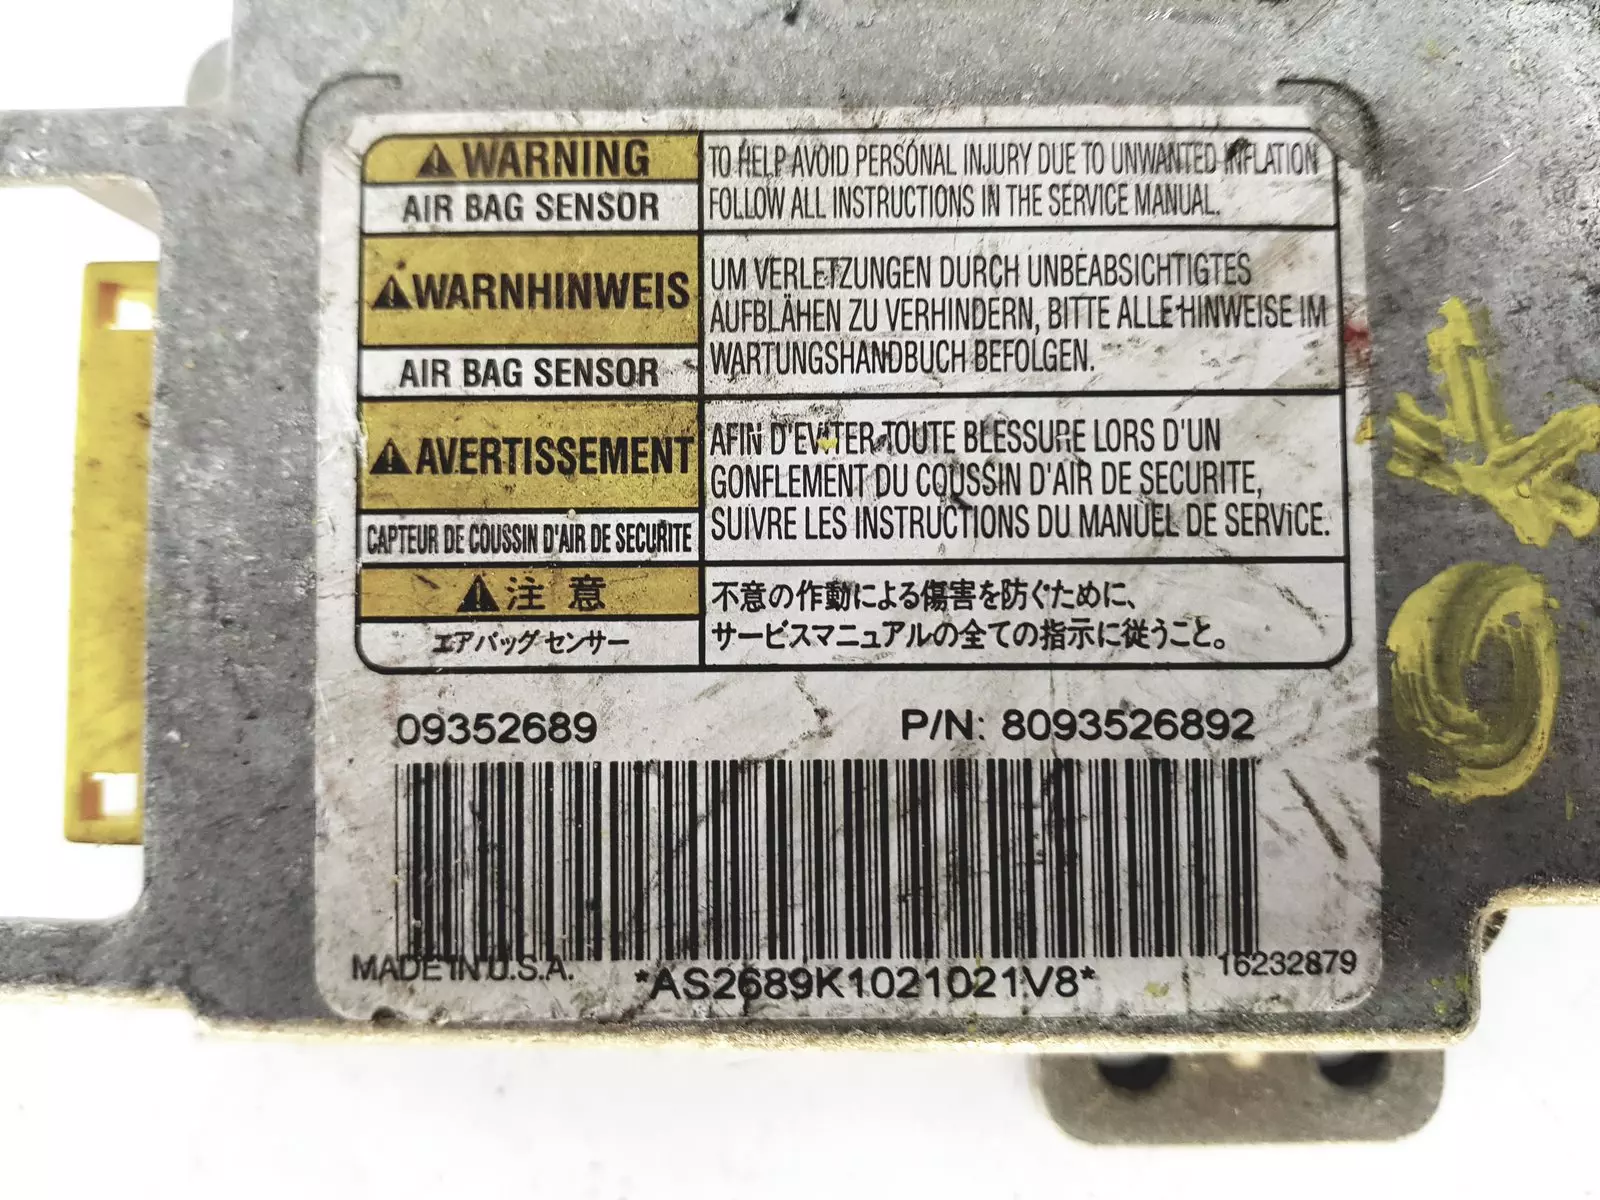 WARNING
AIR BAG SENSOR
TO HELP AVOID PERSONAL INJURY DUE TO UNWANTED INFLATION
FOLLOW ALL INSTRUCTIONS IN THE SERVICE MANUAL.
WARNHINWEIS
AIR BAG SENSOR
UM VERLETZUNGEN DURCH UNBEABSICHTIGTES
AUFBLÄHEN ZU VERHINDERN, BITTE ALLE HINWEISE IM
WARTUNGSHANDBUCH BEFOLGEN.
AVERTISSEMENT
CAPTEUR DE COUSSIN D'AIR DE SECURITE
AFIN D'EVITER TOUTE BLESSURE LORS D'UN
GONFLEMENT DU COUSSIN D'AIR DE SECURITE,
SUIVRE LES INSTRUCTIONS DU MANUEL DE SERVICE.
注意
エアバッグ センサー
不意の作動による傷害を防ぐために、
サービスマニュアルの全ての指示に従うこと。
09352689
P/N: 8093526892
MADE IN U.S.A.
*AS2689K1021021V8*
16232879
OK